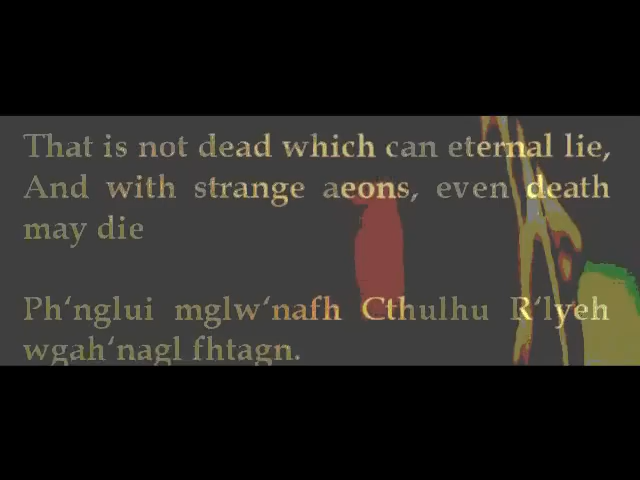 That is not dead which can eternal lie,
And with strange aeons, even death
may die
Ph‘nglui mglw‘nafh Cthulhu R‘lyeh
wgah‘nagl fhtagn.